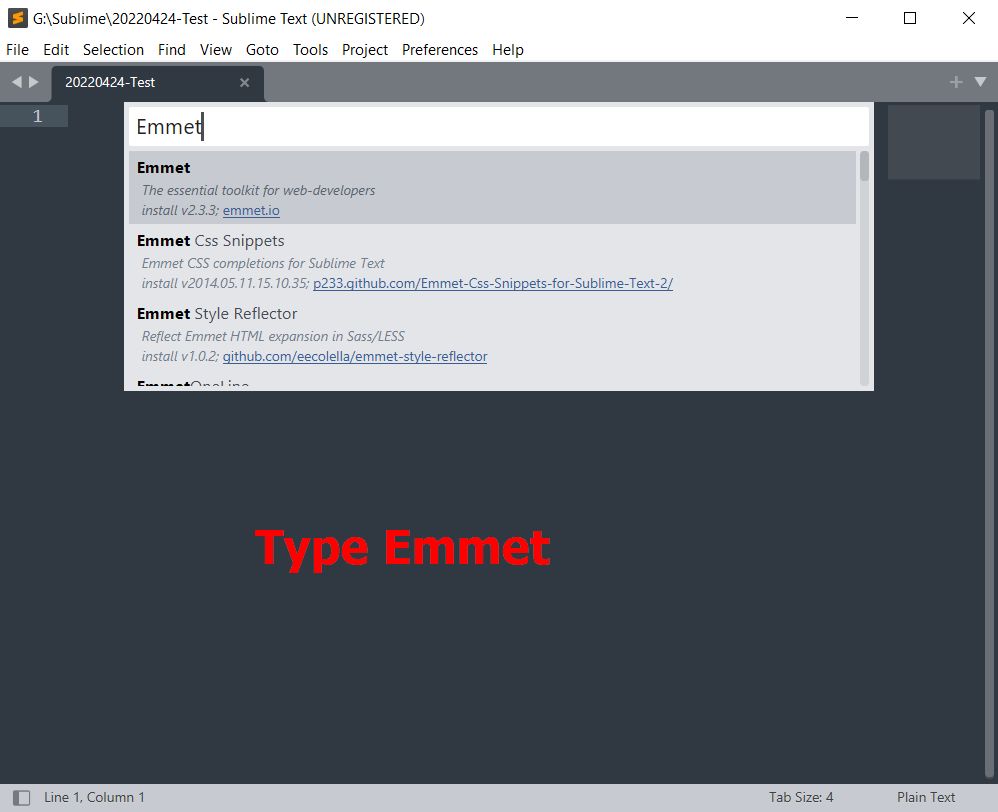 G:\Sublime\20220424-Test - Sublime Text (UNREGISTERED)
File Edit Selection Find View Goto Tools Project Preferences Help
20220424-Test
1
Emmet
Emmet
The essential toolkit for web-developers
install v2.3.3; emmet.io
Emmet Css Snippets
Emmet CSS completions for Sublime Text
install v2014.05.11.15.10.35; p233.github.com/Emmet-Css-Snippets-for-Sublime-Text-2/
Emmet Style Reflector
Reflect Emmet HTML expansion in Sass/LESS
install v1.0.2; github.com/eecolella/emmet-style-reflector
EmmetOneLine
Type Emmet
Line 1, Column 1 Tab Size: 4 Plain Text